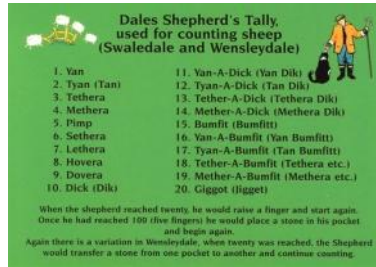 Dales Shepherd's Tally,
used for counting sheep
(Swaledale and Wensleydale)
1. Yan
2. Tyan (Tan)
3. Tethera
4. Methera
5. Pimp
6. Sethera
7. Lethera
8. Hovera
9. Dovera
10. Dick (Dik)
11. Yan-A-Dick (Yan Dik)
12. Tyan-A-Dick (Tan Dik)
13. Tether-A-Dick (Tethera Dik)
14. Mether-A-Dick (Methera Dik)
15. Bumfit (Bumfitt)
16. Yan-A-Bumfit (Yan Bumfitt)
17. Tyan-A-Bumfit (Tan Bumfitt)
18. Tether-A-Bumfit (Tethera etc.)
19. Mether-A-Bumfit (Methera etc.)
20. Giggot (Jigget)
When the shepherd reached twenty, he would raise a finger and start again.
Once he had reached 100 (five fingers) he would place a stone in his pocket
and begin again.
Again there is a variation in Wensleydale, when twenty was reached, the Shepherd
would transfer a stone from one pocket to another and continue counting.